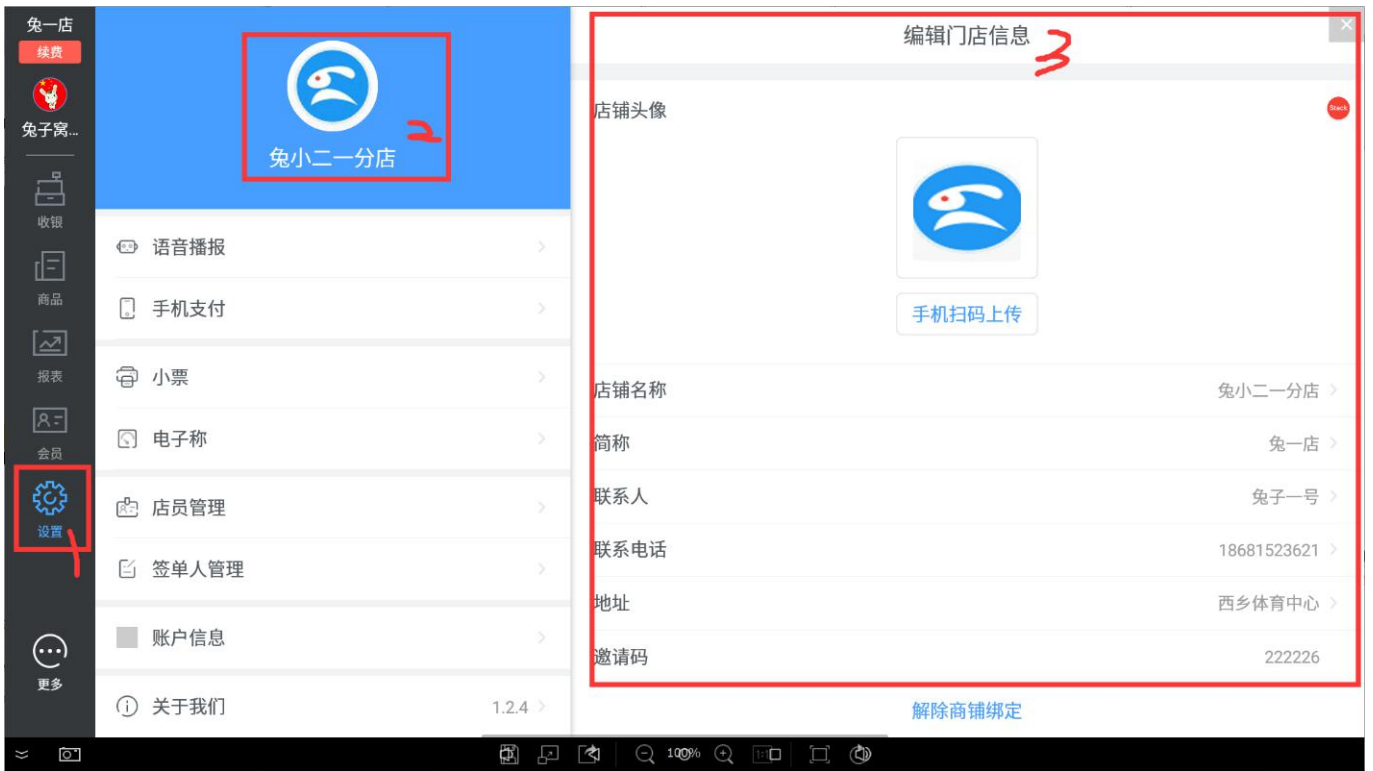 兔一店
续费
兔子窝...
收银
商品
报表
会员
设置
1
更多
兔小二一分店
2
语音播报
手机支付
小票
电子称
店员管理
签单人管理
账户信息
关于我们 1.2.4
编辑门店信息
3
店铺头像
Stack
手机扫码上传
店铺名称 兔小二一分店
简称 兔一店
联系人 兔子一号
联系电话 18681523621
地址 西乡体育中心
邀请码 222226
解除商铺绑定
100%
1:1